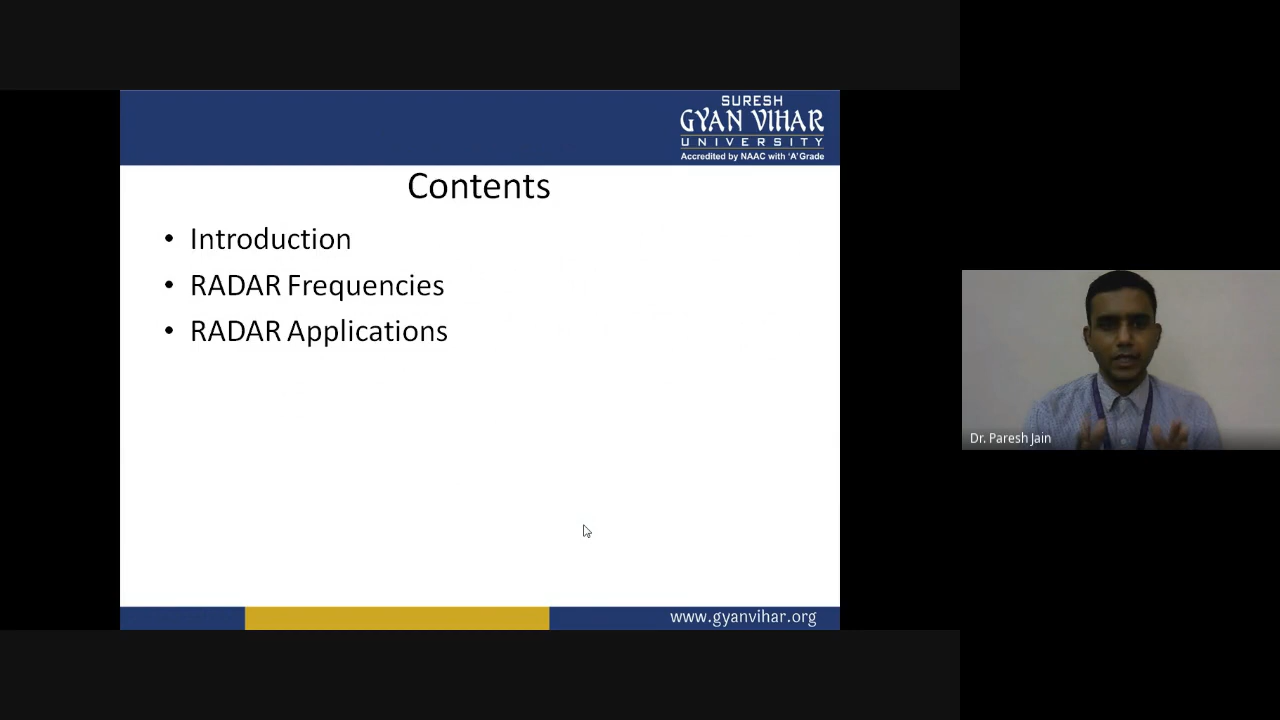 SURESH
GYAN VIHAR
UNIVERSITY
Accredited by NAAC with 'A' Grade
Contents
• Introduction
• RADAR Frequencies
• RADAR Applications
Dr. Paresh Jain
www.gyanvihar.org